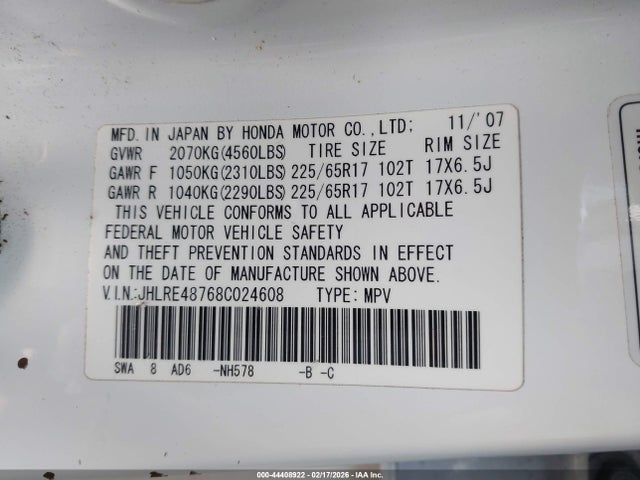 MFD. IN JAPAN BY HONDA MOTOR CO.,LTD; 11/'07
GVWR 2070KG(4560LBS) TIRE SIZE RIM SIZE
GAWR F 1050KG(2310LBS) 225/65R17 102T 17X6.5J
GAWR R 1040KG(2290LBS) 225/65R17 102T 17X6.5J
THIS VEHICLE CONFORMS TO ALL APPLICABLE
FEDERAL MOTOR VEHICLE SAFETY
AND THEFT PREVENTION STANDARDS IN EFFECT
ON THE DATE OF MANUFACTURE SHOWN ABOVE.
V.I.N.:JHLRE48768C024608 TYPE: MPV
SWA 8 AD6 -NH578 -B -C
000-44408922 - 02/17/2026 - IAA Inc.